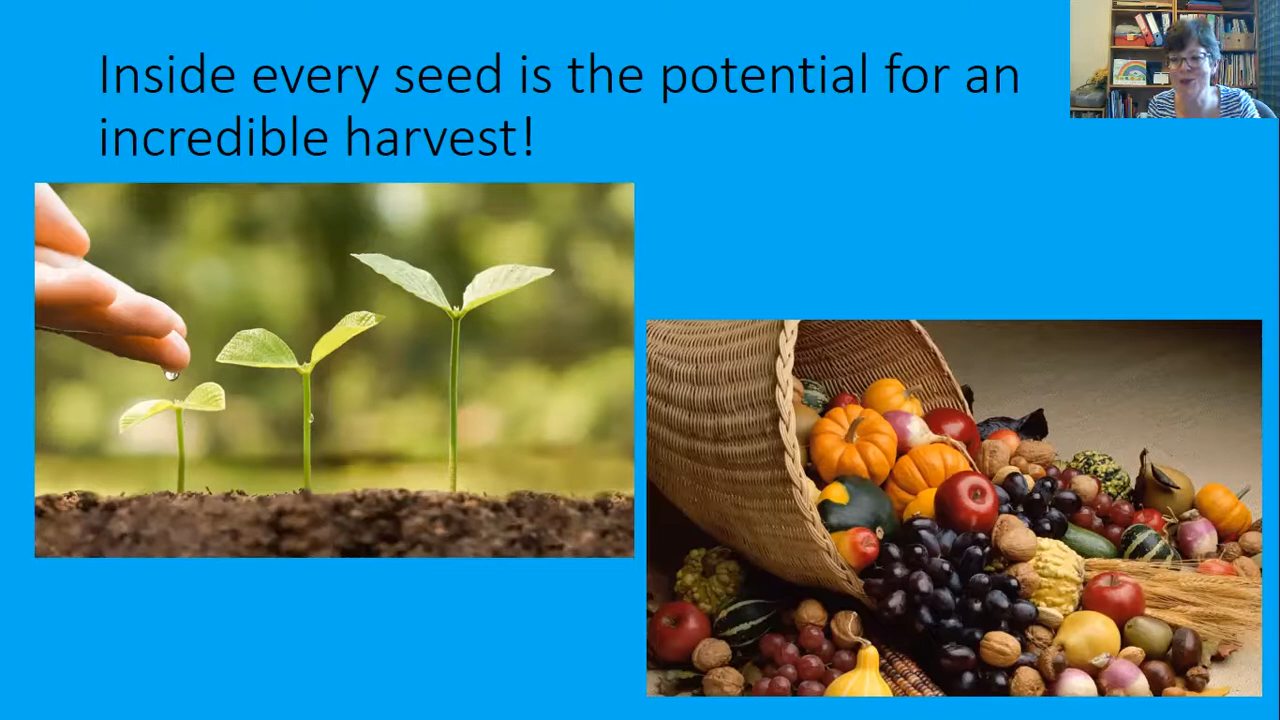 Inside every seed is the potential for an
incredible harvest!